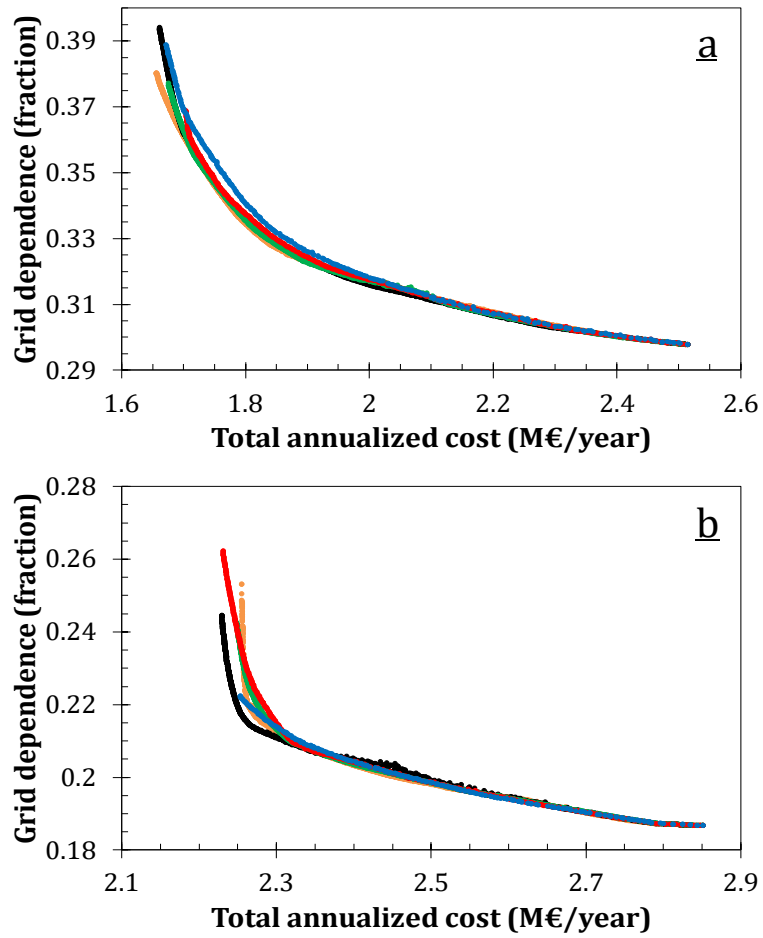 a
Grid dependence (fraction)
0.39
0.37
0.35
0.33
0.31
0.29
1.6 1.8 2 2.2 2.4 2.6
Total annualized cost (M€/year)
b
Grid dependence (fraction)
0.28
0.26
0.24
0.22
0.2
0.18
2.1 2.3 2.5 2.7 2.9
Total annualized cost (M€/year)